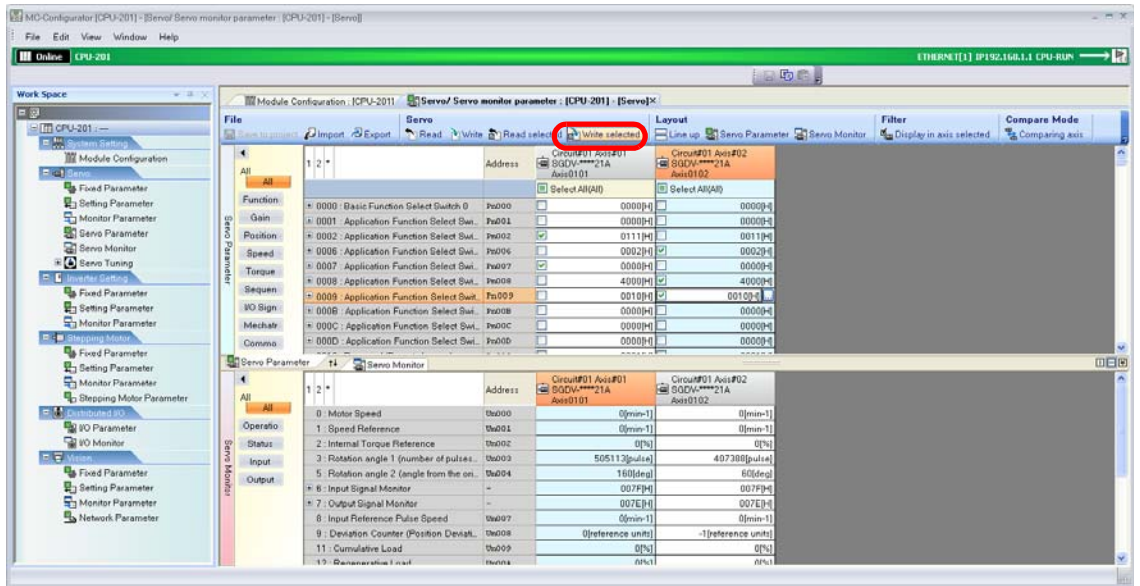 MC-Configurator [CPU-201] - [Servo/ Servo monitor parameter : [CPU-201] - [Servo]]
File Edit View Window Help
Online CPU-201 ETHERNET[1] IP192.168.1.1 CPU-RUN
Work Space
Module Configuration : [CPU-201] Servo/ Servo monitor parameter : [CPU-201] - [Servo]
File Servo Layout Filter Compare Mode
Save to project Import Export Read Write Read selected Write selected Line up Servo Parameter Servo Monitor Display in axis selected Comparing axis
CPU-201 : ---
System Setting
Module Configuration
Servo
Fixed Parameter
Setting Parameter
Monitor Parameter
Servo Parameter
Servo Monitor
Servo Tuning
Inverter Setting
Fixed Parameter
Setting Parameter
Monitor Parameter
Stepping Motor
Fixed Parameter
Setting Parameter
Monitor Parameter
Stepping Motor Parameter
Distributed I/O
I/O Parameter
I/O Monitor
Vision
Fixed Parameter
Setting Parameter
Monitor Parameter
Network Parameter
Servo Parameter
All
All
Function
Gain
Position
Speed
Torque
Sequen
I/O Sign
Mechatr
Commo
1 2 * Address Circuit#01 Axis#01 SGDV-****21A Axis0101 Circuit#01 Axis#02 SGDV-****21A Axis0102
Select All(All) Select All(All)
0000 : Basic Function Select Switch 0 Pn000 0000[H] 0000[H]
0001 : Application Function Select Swi... Pn001 0000[H] 0000[H]
0002 : Application Function Select Swi... Pn002 0111[H] 0011[H]
0006 : Application Function Select Swi... Pn006 0002[H] 0002[H]
0007 : Application Function Select Swi... Pn007 0000[H] 0000[H]
0008 : Application Function Select Swi... Pn008 4000[H] 4000[H]
0009 : Application Function Select Swit... Pn009 0010[H] 0010[H]
000B : Application Function Select Swi... Pn00B 0000[H] 0000[H]
000C : Application Function Select Swi... Pn00C 0000[H] 0000[H]
000D : Application Function Select Swi... Pn00D 0000[H] 0000[H]
Servo Parameter Servo Monitor
Servo Monitor
All
All
Operatio
Status
Input
Output
1 2 * Address Circuit#01 Axis#01 SGDV-****21A Axis0101 Circuit#01 Axis#02 SGDV-****21A Axis0102
0 : Motor Speed Un000 0[min-1] 0[min-1]
1 : Speed Reference Un001 0[min-1] 0[min-1]
2 : Internal Torque Reference Un002 0[%] 0[%]
3 : Rotation angle 1 (number of pulses... Un003 505113[pulse] 407388[pulse]
5 : Rotation angle 2 (angle from the ori... Un004 160[deg] 60[deg]
6 : Input Signal Monitor - 007F[H] 007F[H]
7 : Output Signal Monitor - 007E[H] 007E[H]
8 : Input Reference Pulse Speed Un007 0[min-1] 0[min-1]
9 : Deviation Counter (Position Deviati... Un008 0[reference units] -1[reference units]
11 : Cumulative Load Un009 0[%] 0[%]
12 : Regenerative Load Un00A 0[%] 0[%]